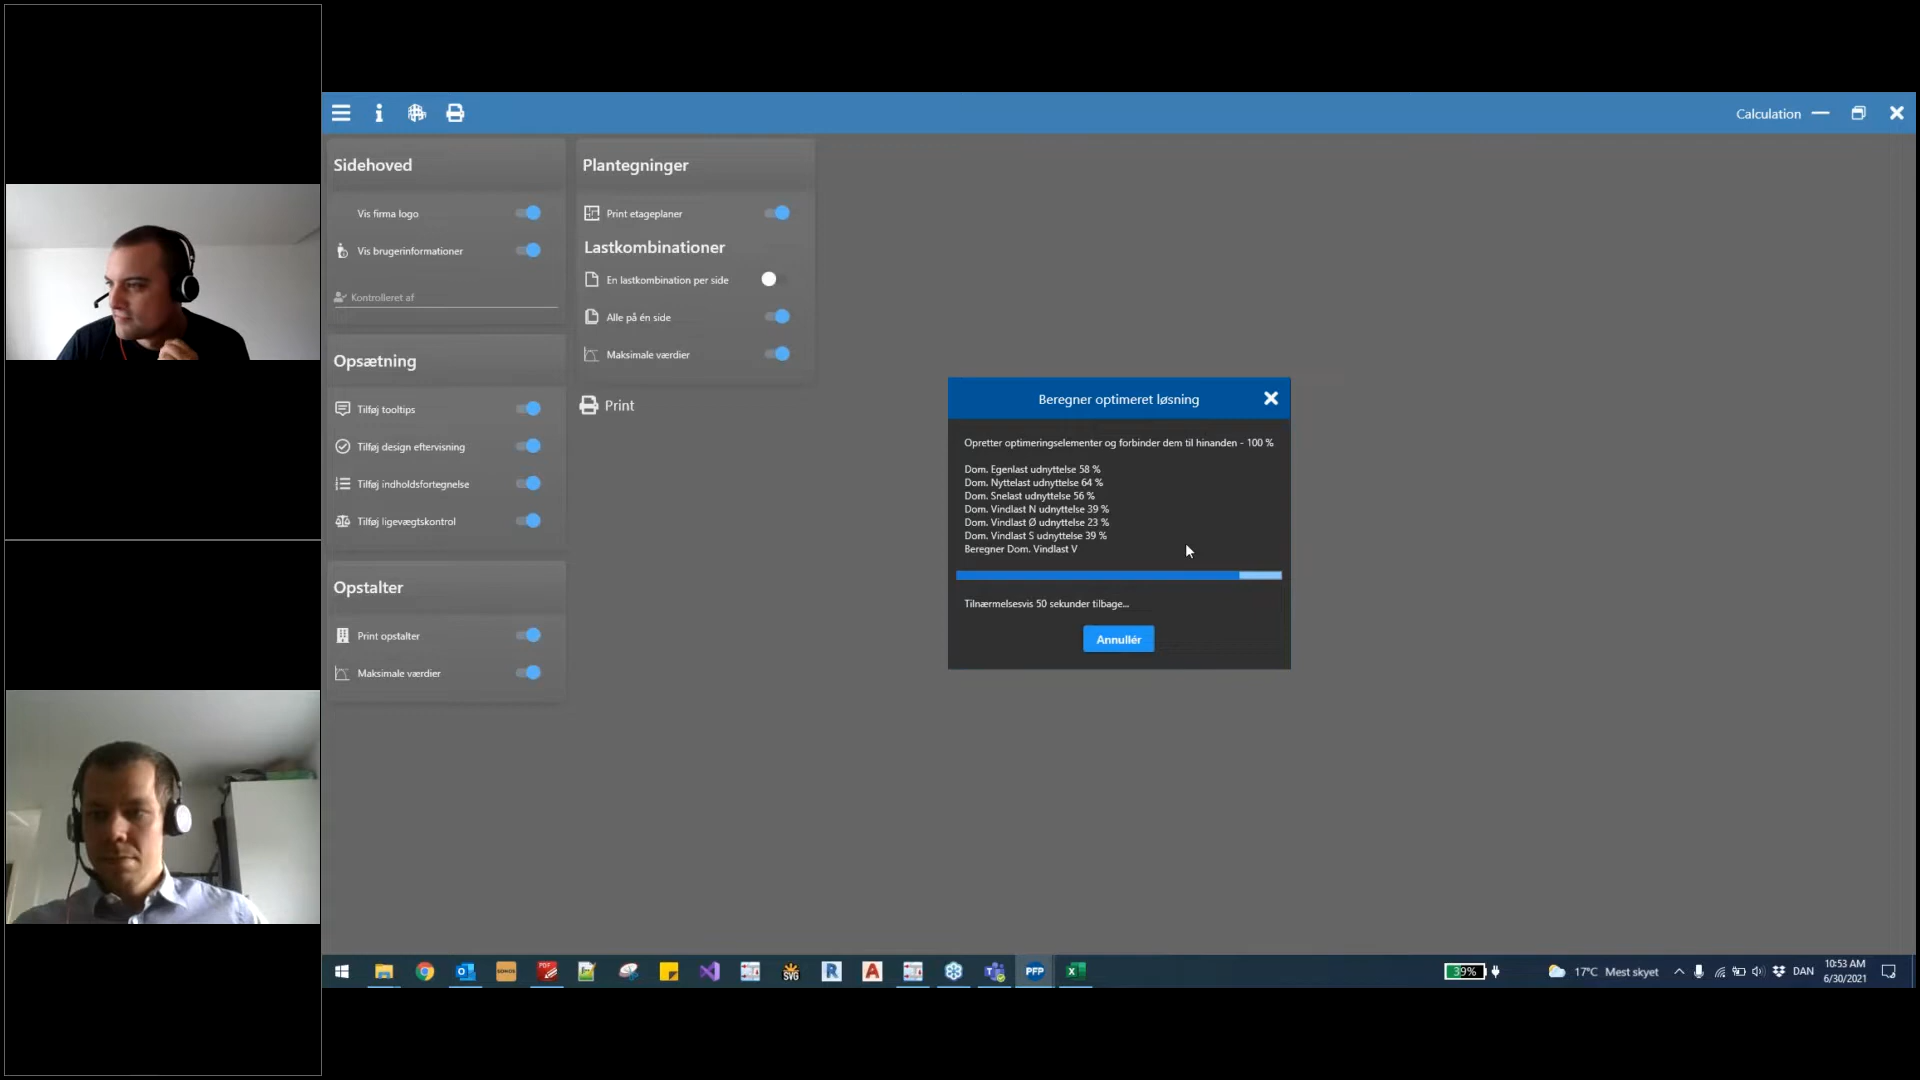 Calculation
Sidehoved
Vis firma logo
Vis brugerinformationer
Kontrolleret af
Opsætning
Tilføj tooltips
Tilføj design eftervisning
Tilføj indholdsfortegnelse
Tilføj ligevægtskontrol
Opstalter
Print opstalter
Maksimale værdier
Plantegninger
Print etageplaner
Lastkombinationer
En lastkombination per side
Alle på én side
Maksimale værdier
Print
Beregner optimeret løsning
Opretter optimeringselementer og forbinder dem til hinanden - 100 %
Dom. Egenlast udnyttelse 58 %
Dom. Nyttelast udnyttelse 64 %
Dom. Snelast udnyttelse 56 %
Dom. Vindlast N udnyttelse 39 %
Dom. Vindlast Ø udnyttelse 23 %
Dom. Vindlast S udnyttelse 39 %
Beregner Dom. Vindlast V
Tilnærmelsesvis 50 sekunder tilbage...
Annullér
SONOS
PDF
SVG
R
A
PFP
39%
17°C Mest skyet
DAN
10:53 AM
6/30/2021